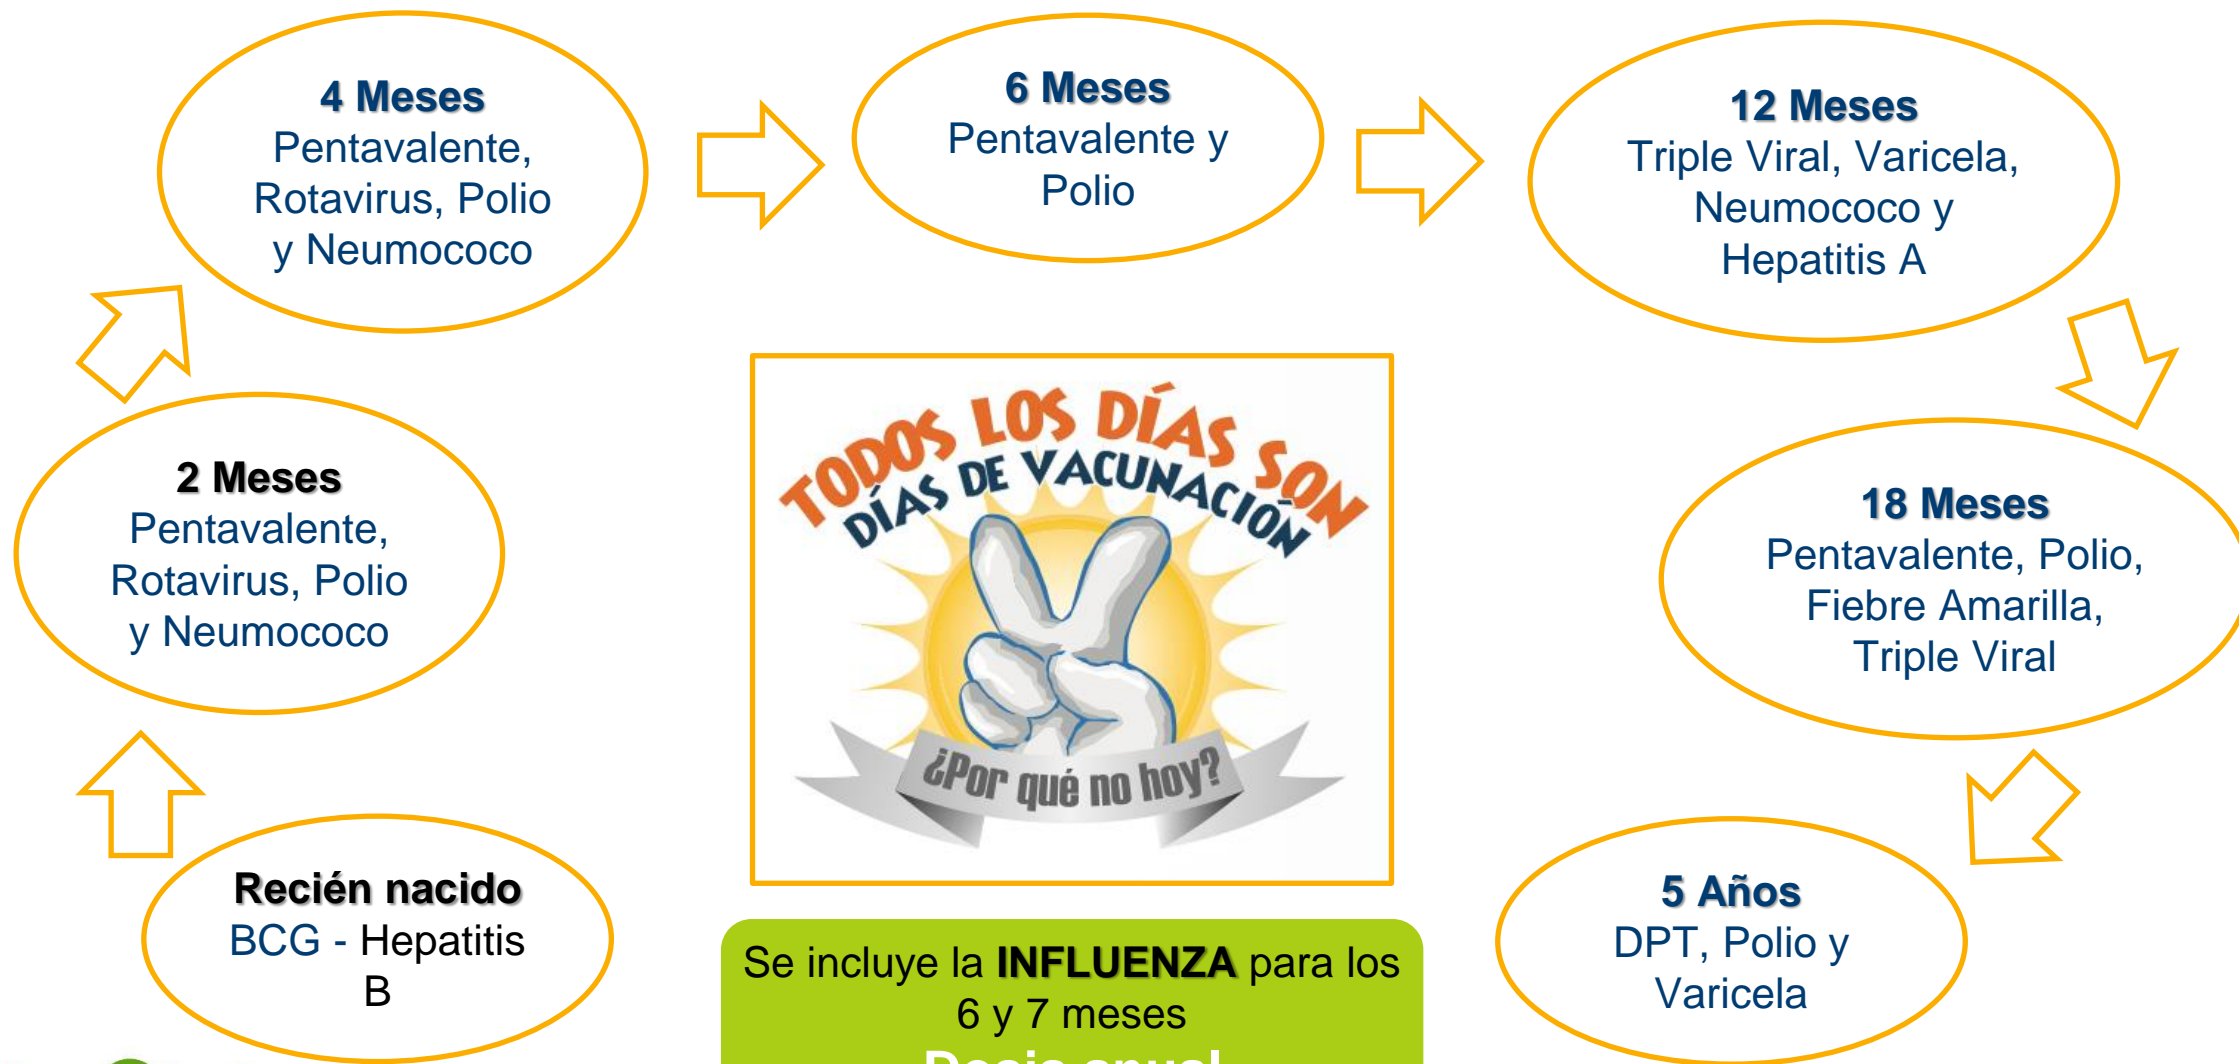 4 Meses
Pentavalente,
Rotavirus, Polio
y Neumococo
6 Meses
Pentavalente y
Polio
12 Meses
Triple Viral, Varicela,
Neumococo y
Hepatitis A
2 Meses
Pentavalente,
Rotavirus, Polio
y Neumococo
TODOS LOS DÍAS SON
DÍAS DE VACUNACIÓN
¿Por qué no hoy?
18 Meses
Pentavalente, Polio,
Fiebre Amarilla,
Triple Viral
Recién nacido
BCG - Hepatitis
B
Se incluye la INFLUENZA para los
6 y 7 meses
Dosis anual
5 Años
DPT, Polio y
Varicela